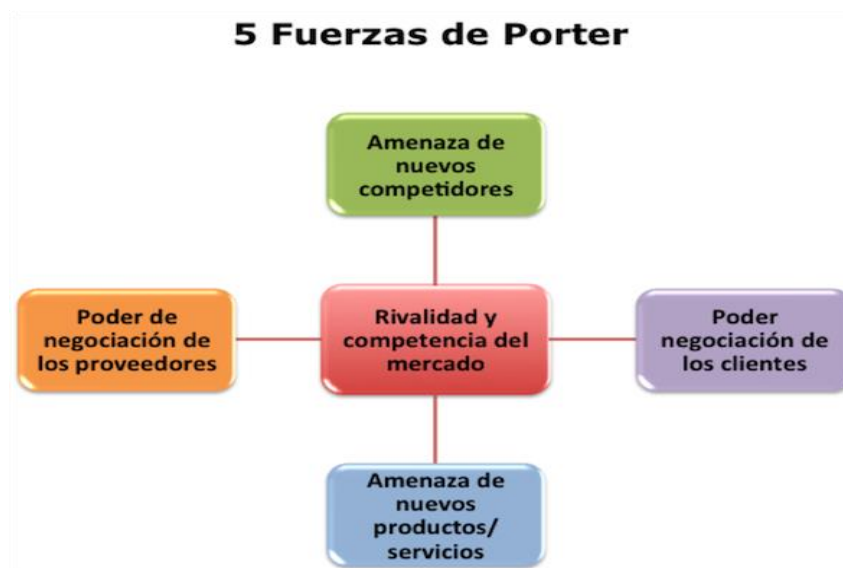 5 Fuerzas de Porter
Amenaza de
nuevos
competidores
Poder de
negociación de
los proveedores
Rivalidad y
competencia del
mercado
Poder
negociación de
los clientes
Amenaza de
nuevos
productos/
servicios